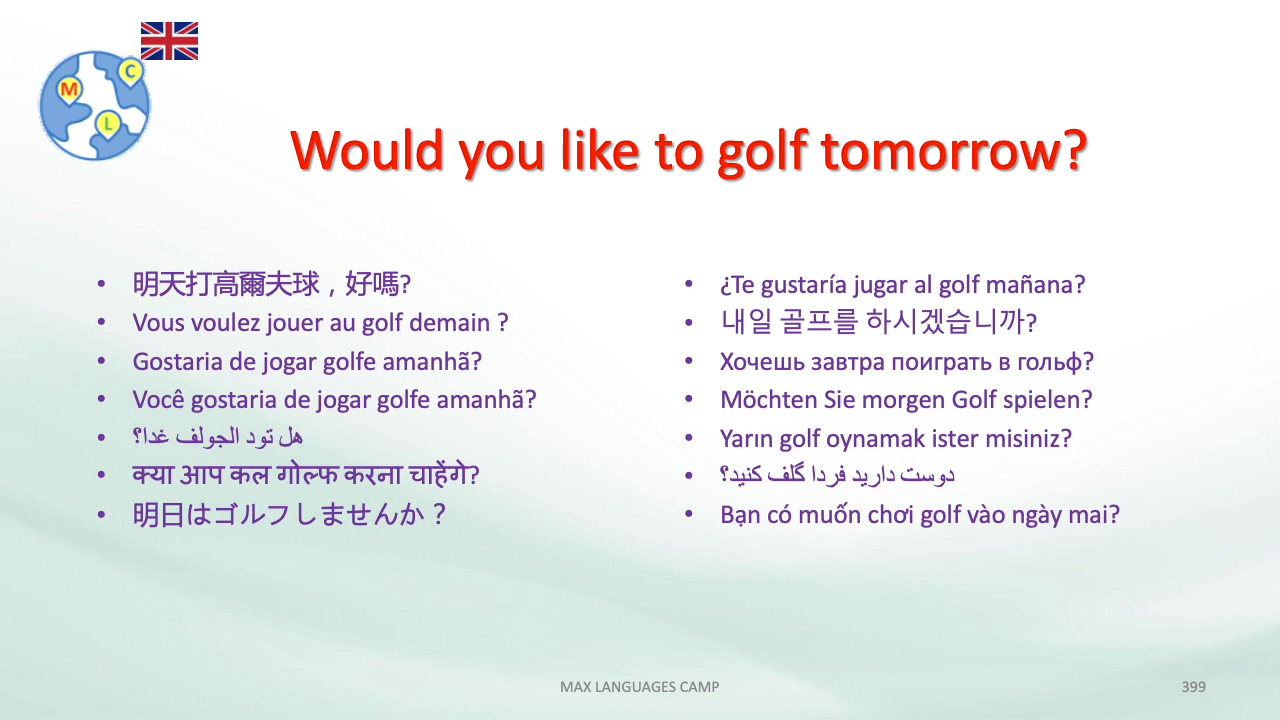 M
C
L
Would you like to golf tomorrow?
• 明天打高爾夫球，好嗎?
• Vous voulez jouer au golf demain ?
• Gostaria de jogar golfe amanhã?
• Você gostaria de jogar golfe amanhã?
• هل تود الجولف غدا؟
• क्या आप कल गोल्फ करना चाहेंगे?
• 明日はゴルフしませんか？
• ¿Te gustaría jugar al golf mañana?
• 내일 골프를 하시겠습니까?
• Хочешь завтра поиграть в гольф?
• Möchten Sie morgen Golf spielen?
• Yarın golf oynamak ister misiniz?
• دوست دارید فردا گلف کنید؟
• Bạn có muốn chơi golf vào ngày mai?
MAX LANGUAGES CAMP
399